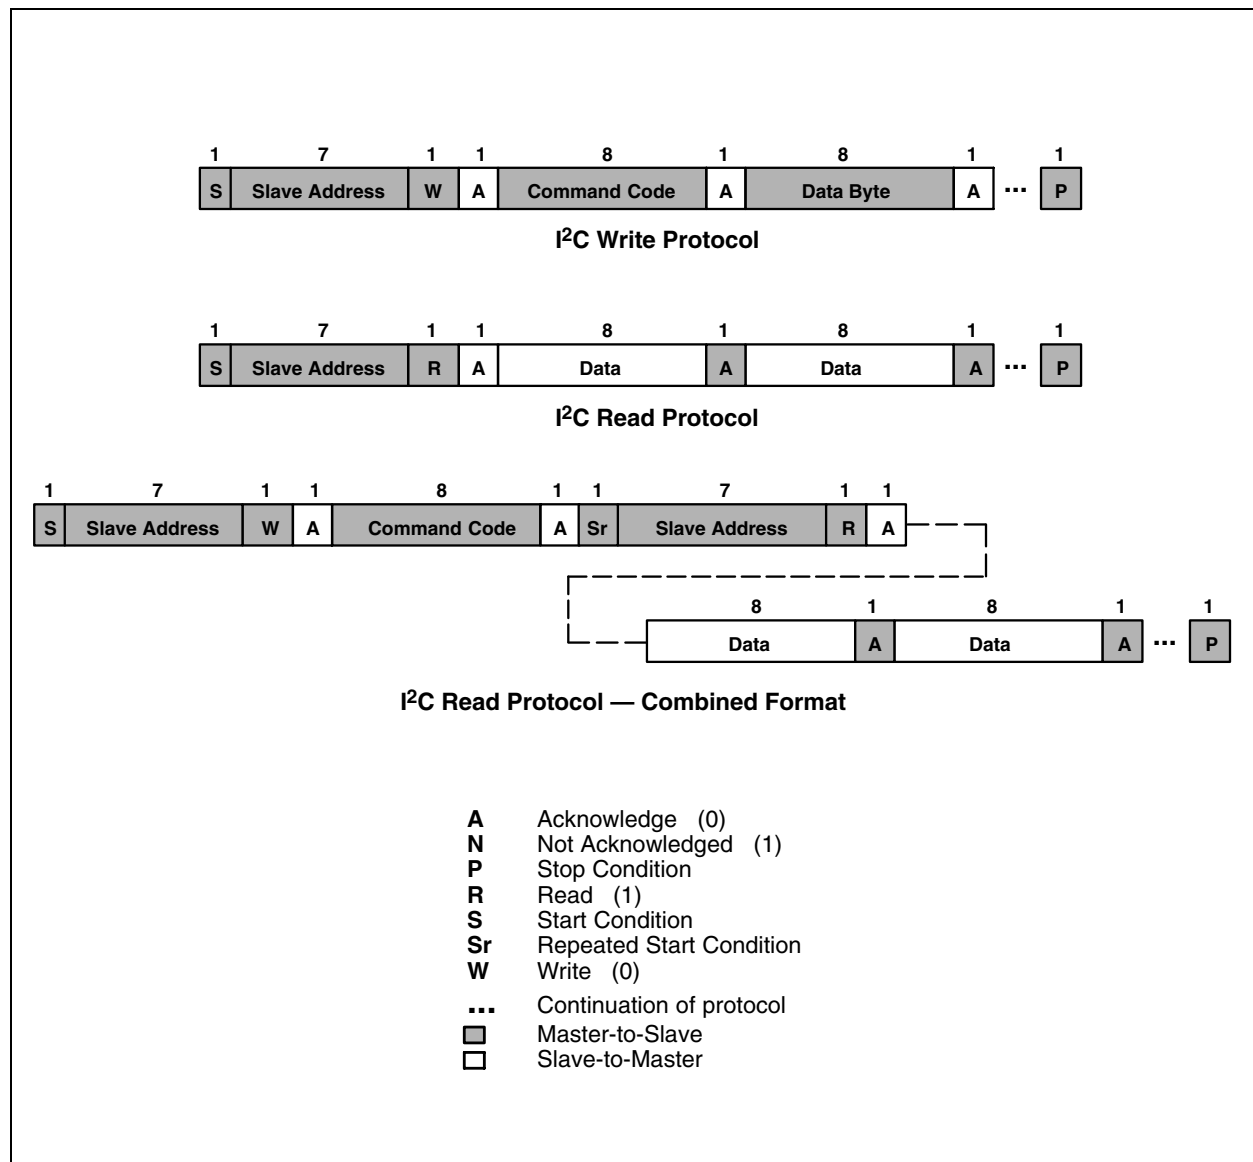 1 7 1 1 8 1 8 1 1
S Slave Address W A Command Code A Data Byte A ... P
I²C Write Protocol
1 7 1 1 8 1 8 1 1
S Slave Address R A Data A Data A ... P
I²C Read Protocol
1 7 1 1 8 1 1 7 1 1
S Slave Address W A Command Code A Sr Slave Address R A
8 1 8 1 1
Data A Data A ... P
I²C Read Protocol — Combined Format
A Acknowledge (0)
N Not Acknowledged (1)
P Stop Condition
R Read (1)
S Start Condition
Sr Repeated Start Condition
W Write (0)
... Continuation of protocol
Master-to-Slave
Slave-to-Master